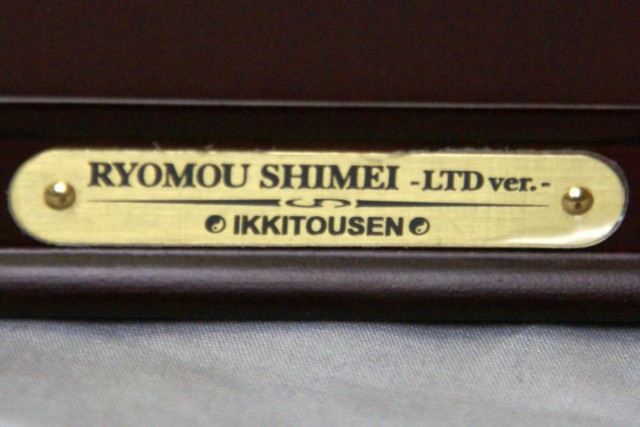 RYOMOU SHIMEI -LTD ver.-
IKKITOUSEN